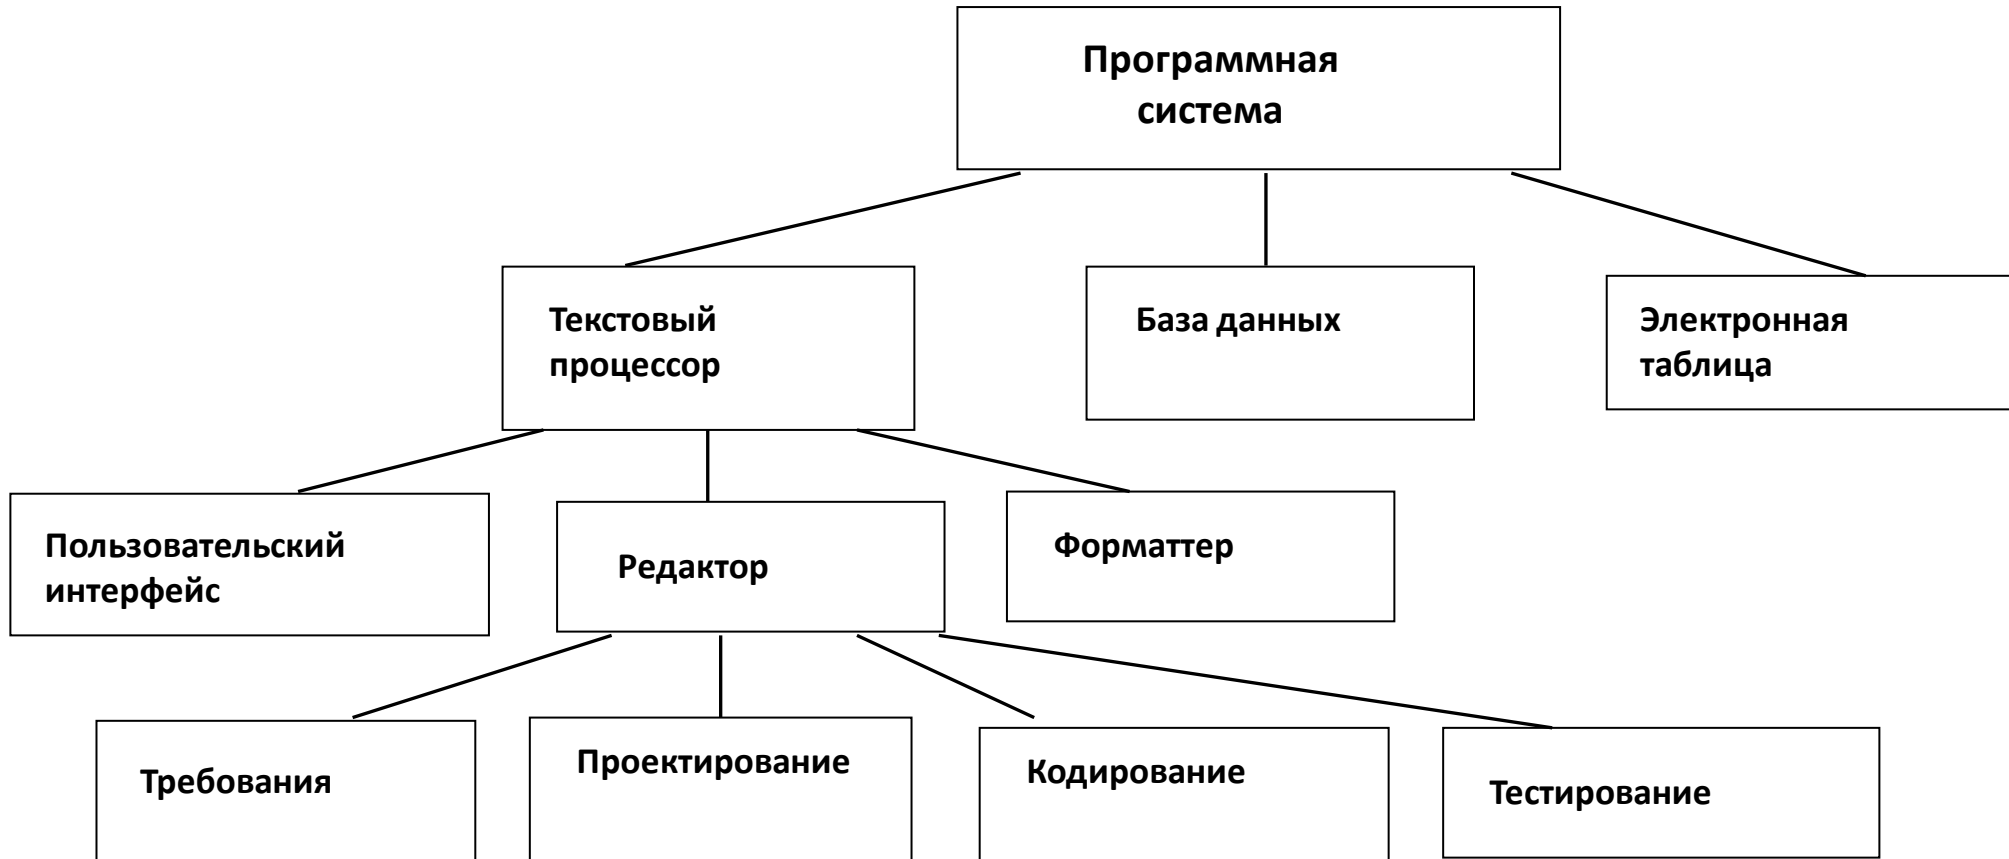 Программная
система
Текстовый
процессор
База данных
Электронная
таблица
Пользовательский
интерфейс
Редактор
Форматтер
Требования
Проектирование
Кодирование
Тестирование